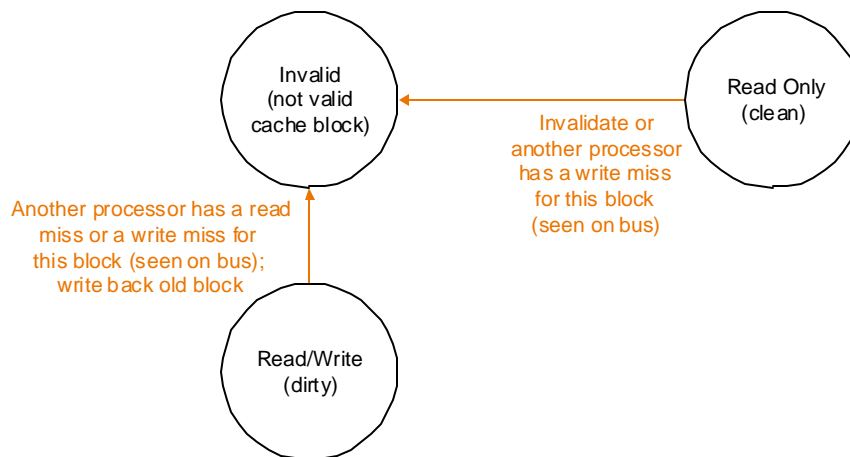 Invalid
(not valid
cache block)
Read Only
(clean)
Invalidate or
another processor
has a write miss
for this block
(seen on bus)
Another processor has a read
miss or a write miss for
this block (seen on bus);
write back old block
Read/Write
(dirty)